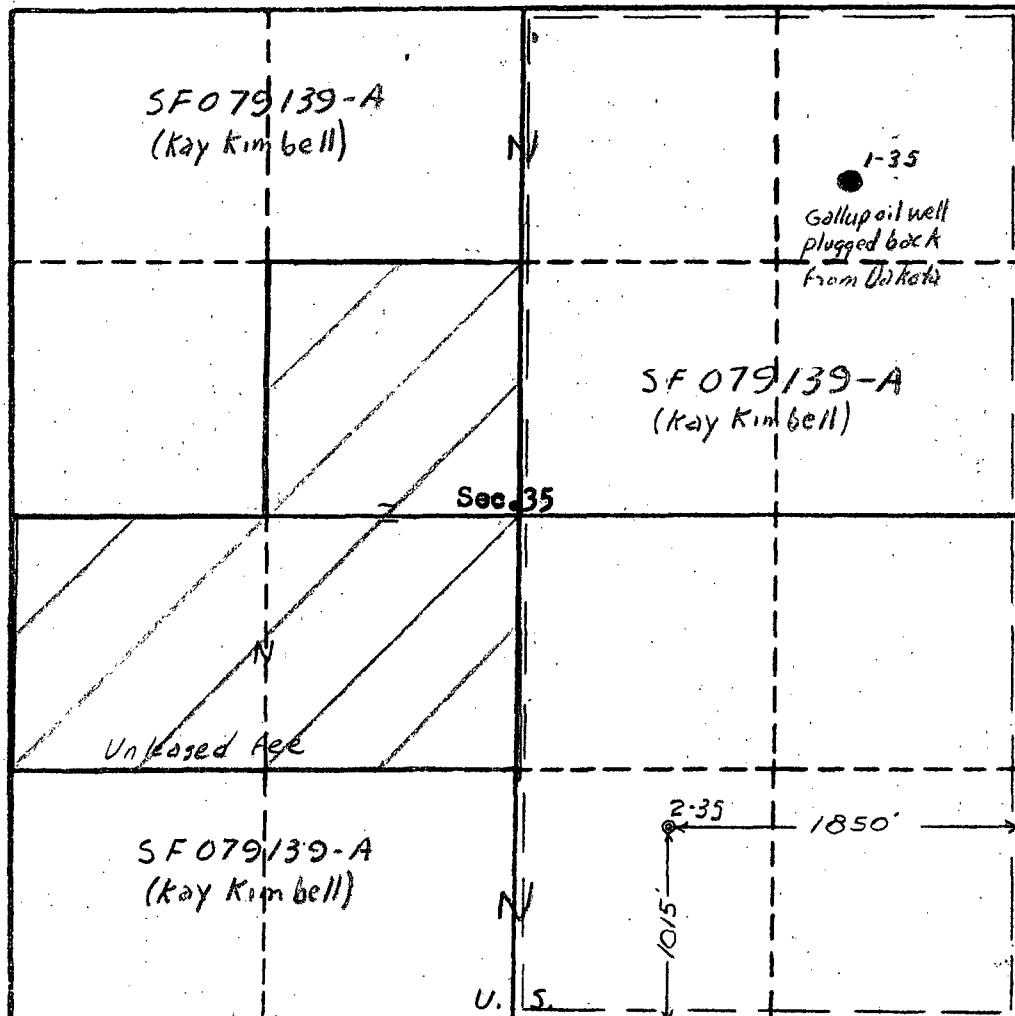 SF079139-A
(Kay Kimbell)
1-35
Gallup oil well
plugged back
from Dakota
SF 079139-A
(Kay Kimbell)
Sec. 35
Unleased Fee
2-35
1850'
SF079139-A
(Kay Kimbell)
1015'
U. S.